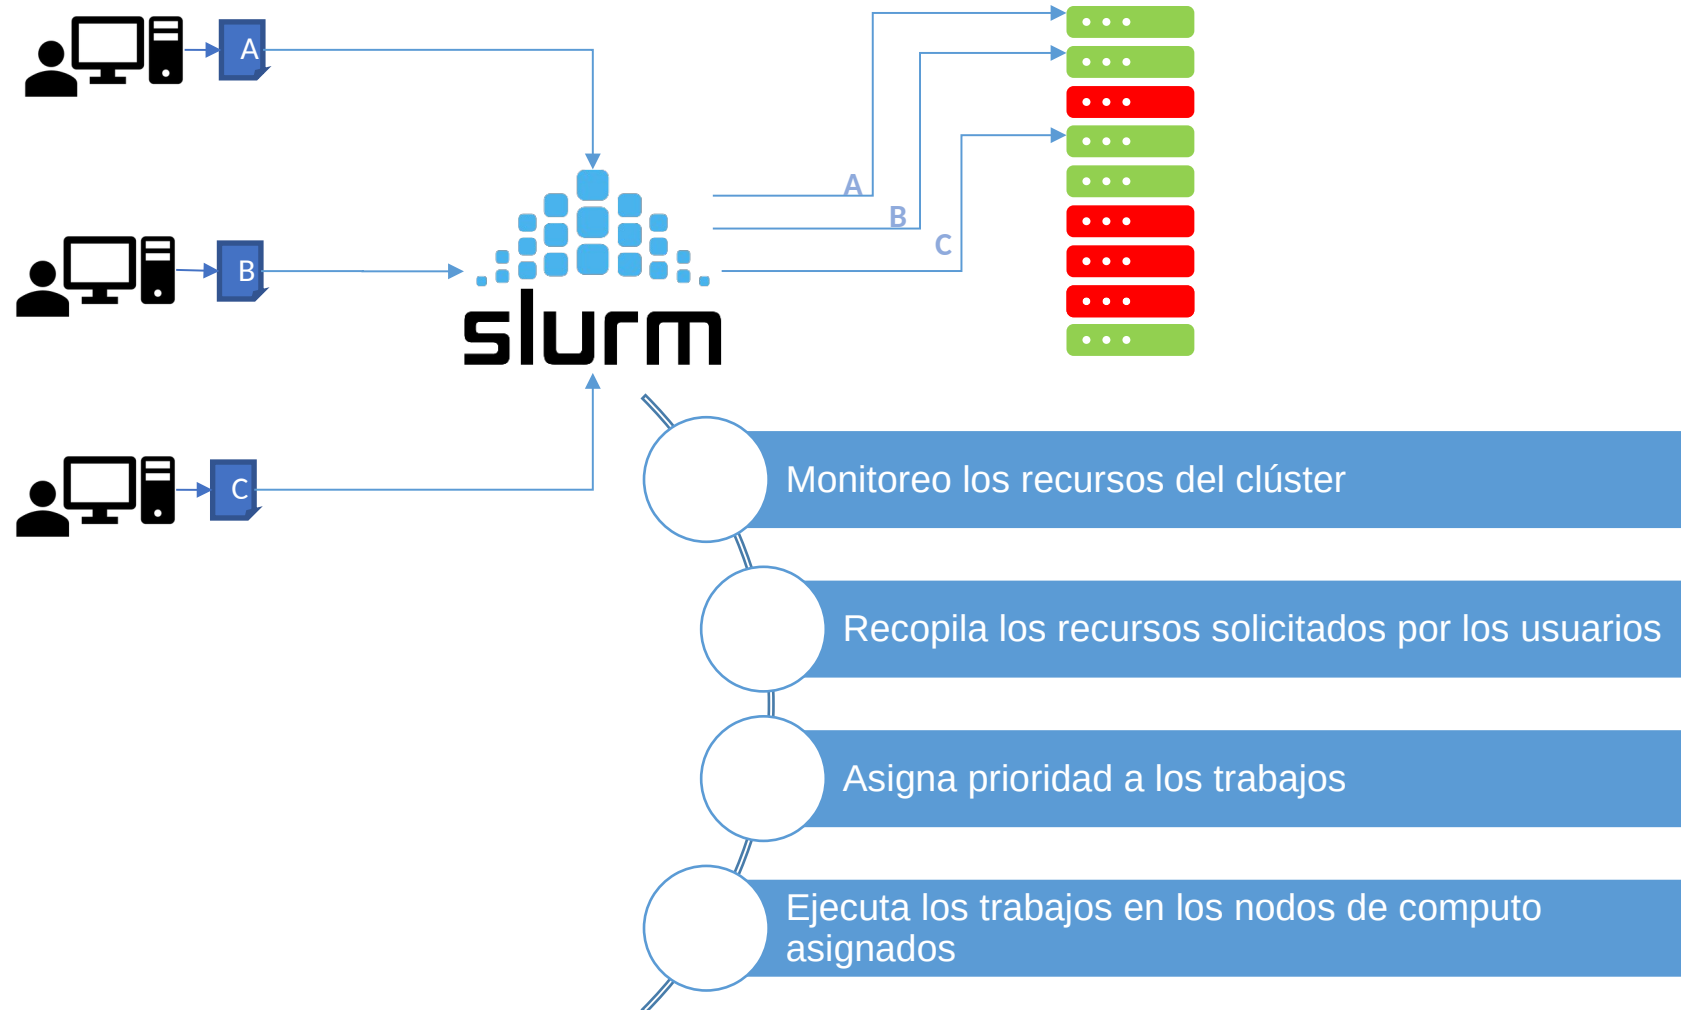 A
A
B
B
C
slurm
C
Monitoreo los recursos del clúster
Recopila los recursos solicitados por los usuarios
Asigna prioridad a los trabajos
Ejecuta los trabajos en los nodos de computo
asignados